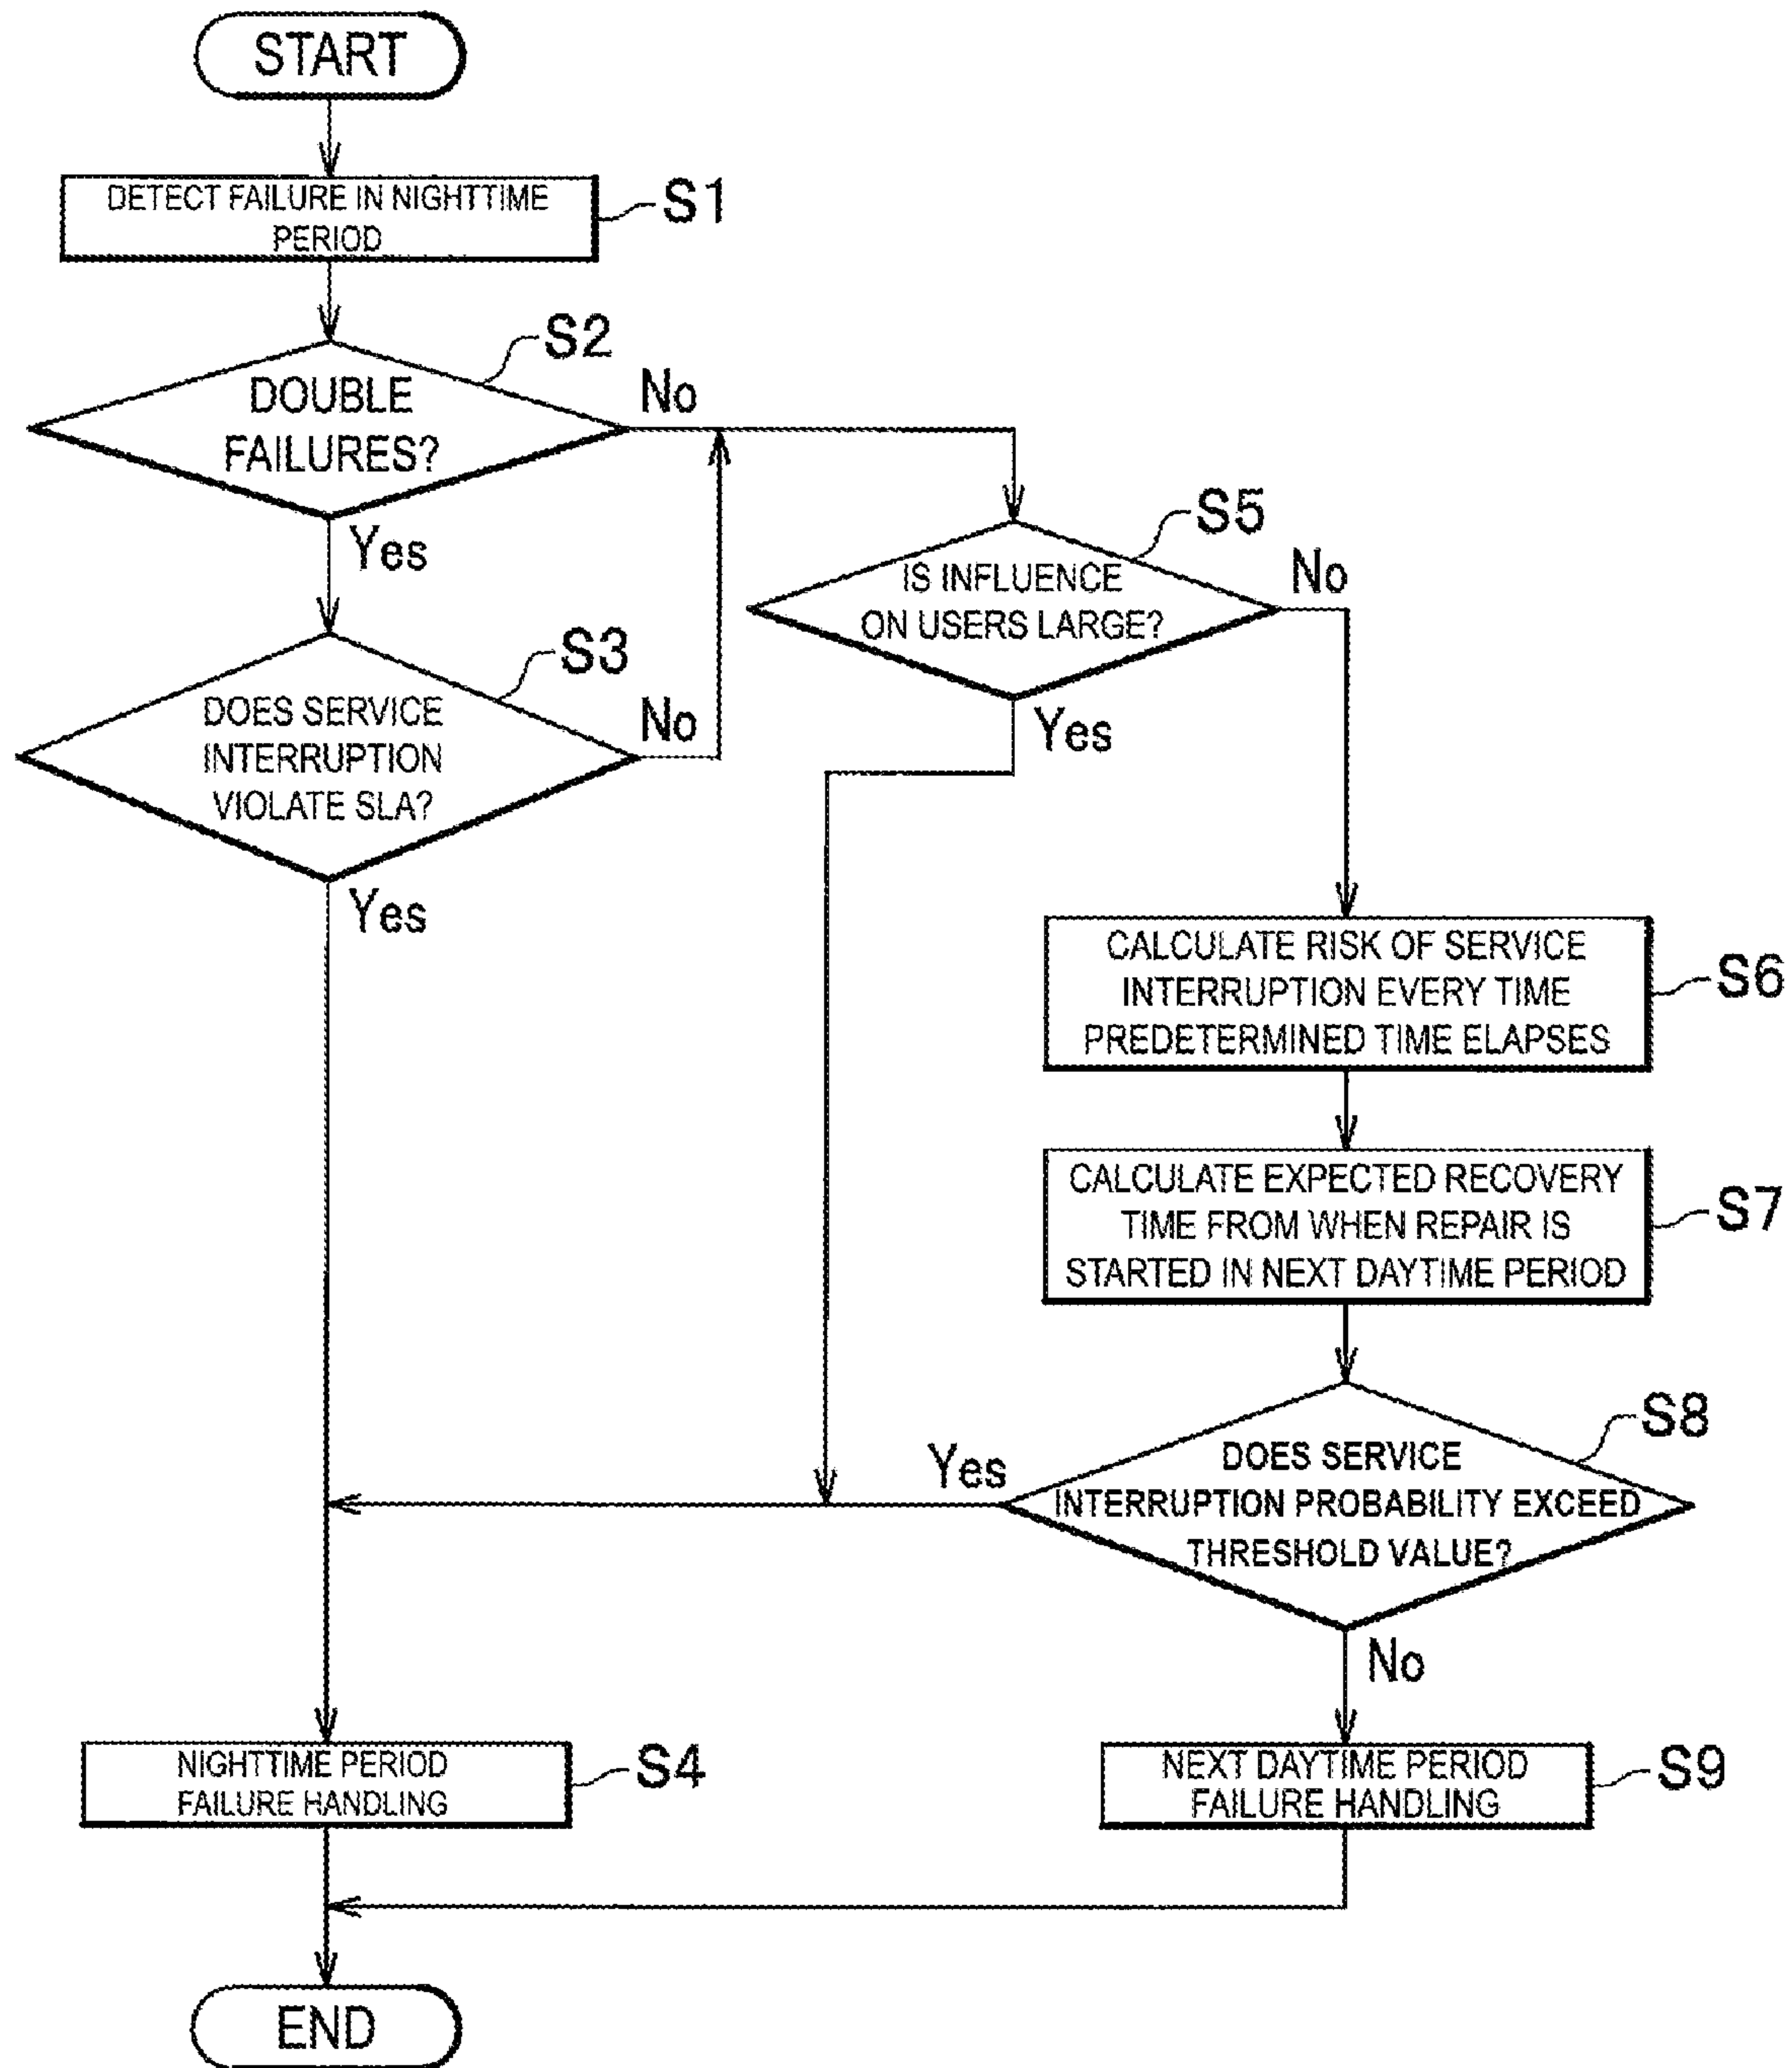 START
DETECT FAILURE IN NIGHTTIME
PERIOD
S1
DOUBLE
FAILURES?
S2
No
Yes
DOES SERVICE
INTERRUPTION
VIOLATE SLA?
S3
No
Yes
IS INFLUENCE
ON USERS LARGE?
S5
No
Yes
CALCULATE RISK OF SERVICE
INTERRUPTION EVERY TIME
PREDETERMINED TIME ELAPSES
S6
CALCULATE EXPECTED RECOVERY
TIME FROM WHEN REPAIR IS
STARTED IN NEXT DAYTIME PERIOD
S7
DOES SERVICE
INTERRUPTION PROBABILITY EXCEED
THRESHOLD VALUE?
S8
Yes
No
NIGHTTIME PERIOD
FAILURE HANDLING
S4
NEXT DAYTIME PERIOD
FAILURE HANDLING
S9
END